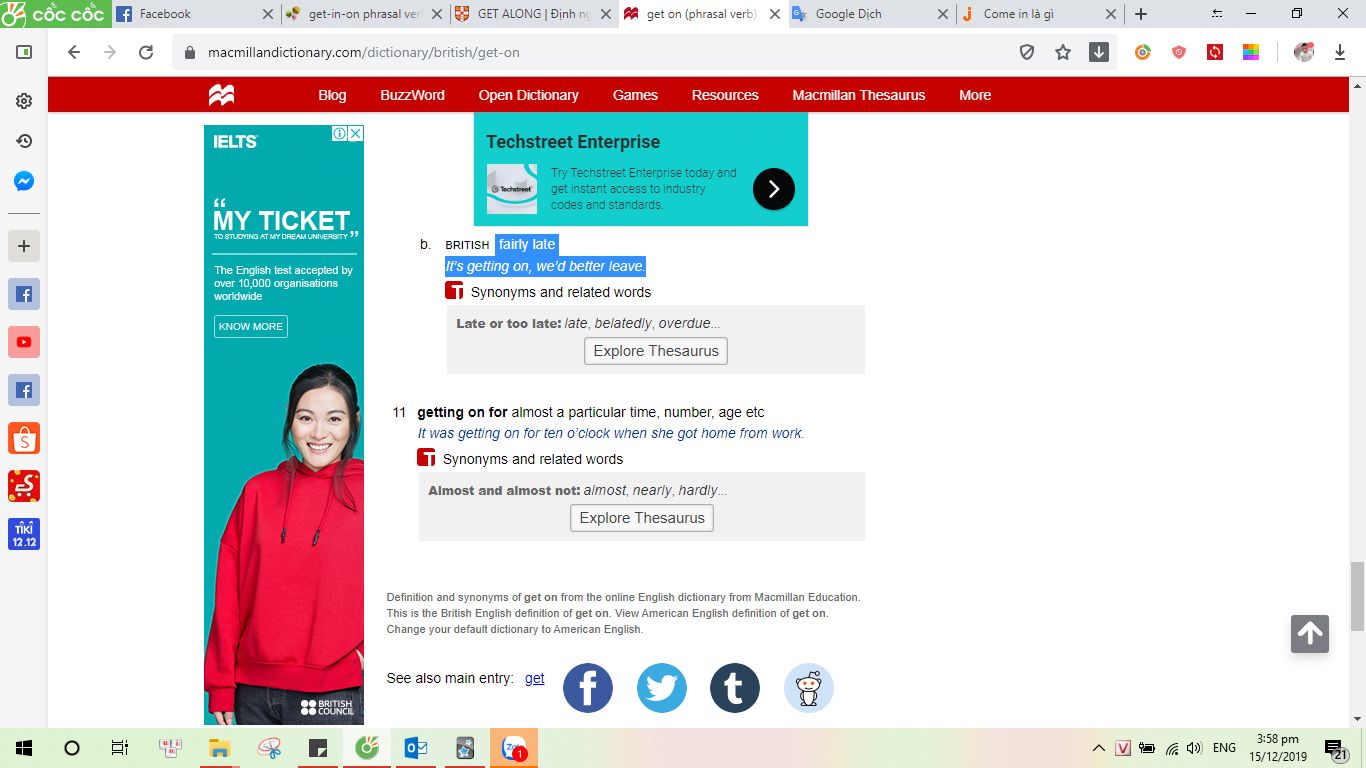 cốc cốc
Facebook
get-in-on phrasal ver
GET ALONG | Định ng
get on (phrasal verb)
Google Dịch
Come in là gì
macmillandictionary.com/dictionary/british/get-on
Blog BuzzWord Open Dictionary Games Resources Macmillan Thesaurus More
IELTS
“
MY TICKET
TO STUDYING AT MY DREAM UNIVERSITY ”
The English test accepted by
over 10,000 organisations
worldwide
KNOW MORE
BRITISH
COUNCIL
Techstreet Enterprise
Techstreet
Try Techstreet Enterprise today and
get instant access to industry
codes and standards.
b. BRITISH fairly late
It’s getting on, we’d better leave.
T Synonyms and related words
Late or too late: late, belatedly, overdue...
Explore Thesaurus
11 getting on for almost a particular time, number, age etc
It was getting on for ten o’clock when she got home from work.
T Synonyms and related words
Almost and almost not: almost, nearly, hardly...
Explore Thesaurus
Definition and synonyms of get on from the online English dictionary from Macmillan Education.
This is the British English definition of get on. View American English definition of get on.
Change your default dictionary to American English.
See also main entry: get
TIKI
12.12
ENG
3:58 pm
15/12/2019
21